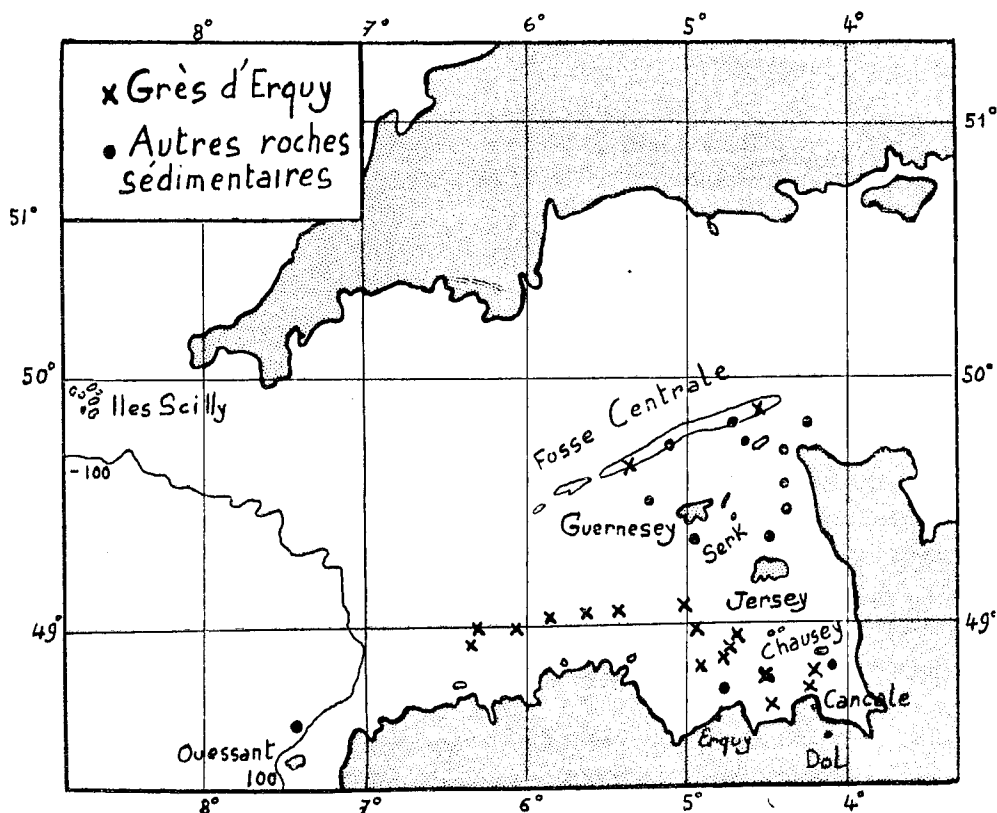 8° 7° 6° 5° 4°
x Grès d'Erquy
• Autres roches
sédimentaires
51°
51°
50°
50°
Iles Scilly
Fosse Centrale
-100
Guernesey
Serk
Jersey
49°
49°
Chausey
Cancale
Erquy
Ouessant
Dol
100
8° 7° 6° 5° 4°